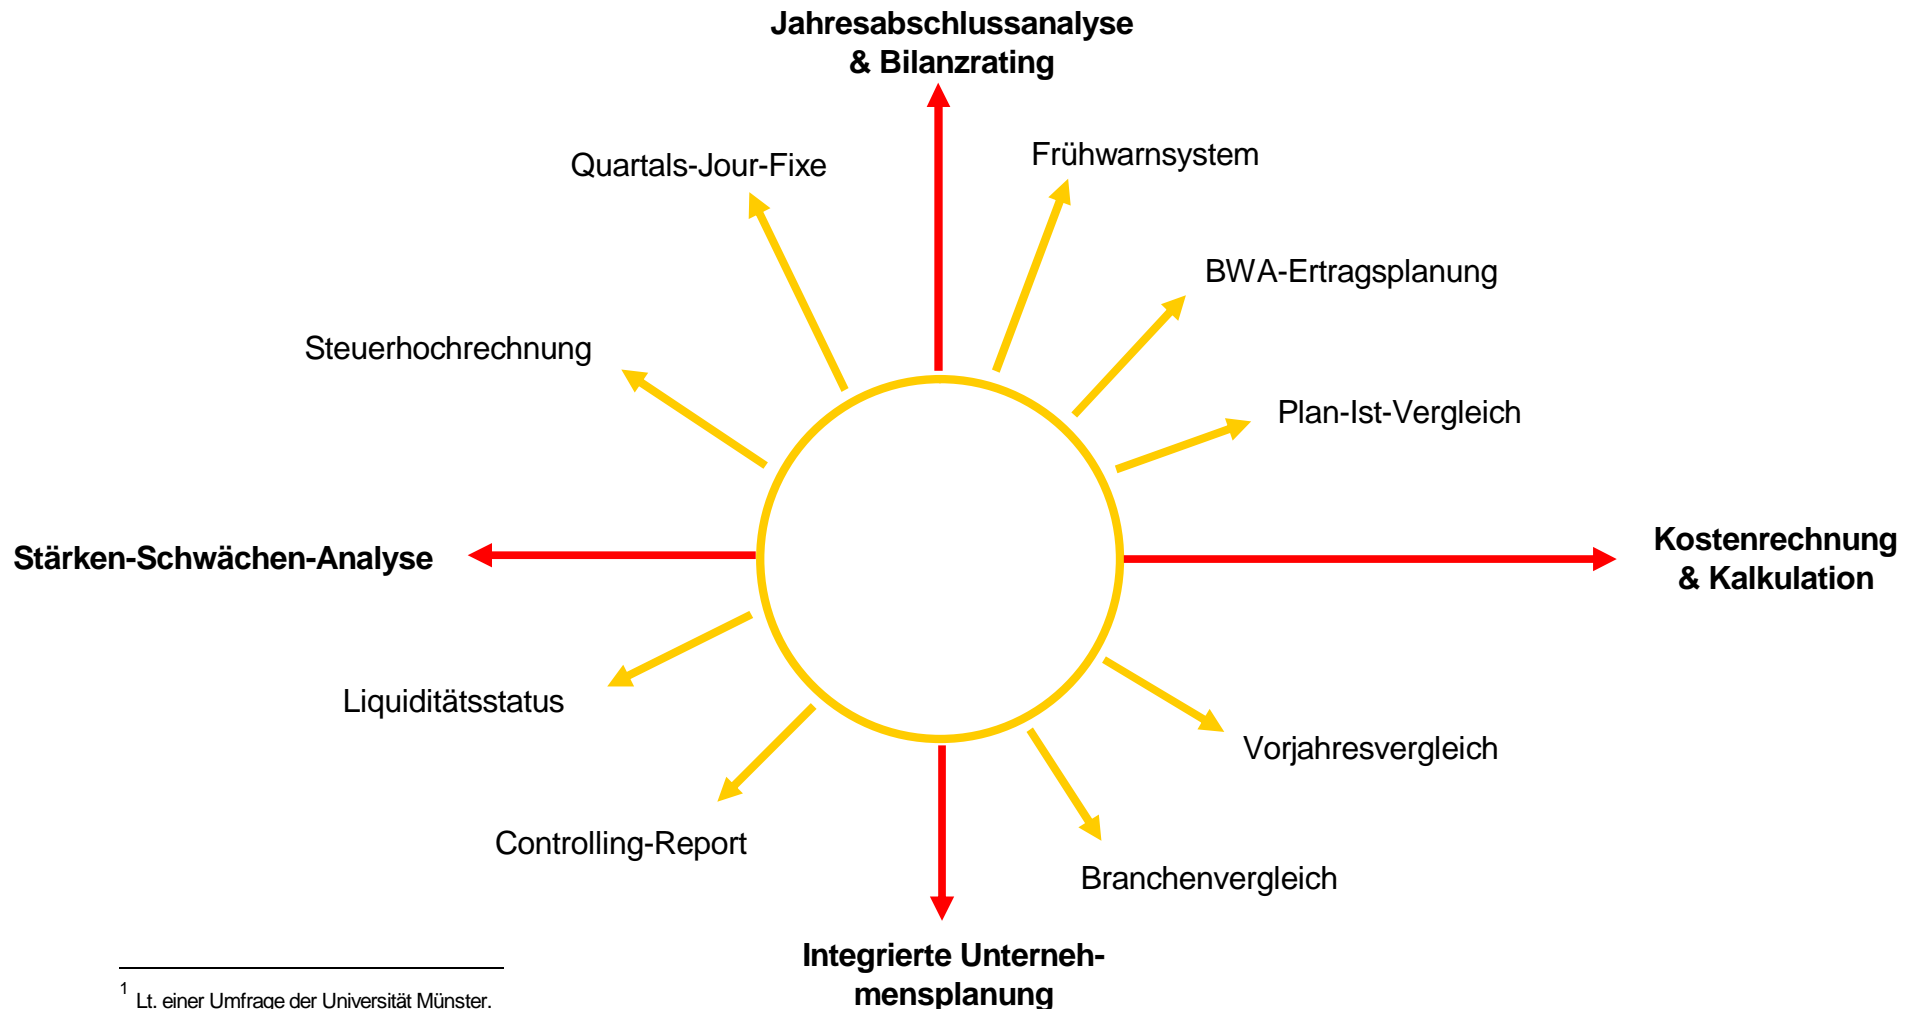 Jahresabschlussanalyse
& Bilanzrating
Quartals-Jour-Fixe
Frühwarnsystem
BWA-Ertragsplanung
Steuerhochrechnung
Plan-Ist-Vergleich
Stärken-Schwächen-Analyse
Kostenrechnung
& Kalkulation
Liquiditätsstatus
Vorjahresvergleich
Controlling-Report
Branchenvergleich
Integrierte Unterneh-
mensplanung
1 Lt. einer Umfrage der Universität Münster.